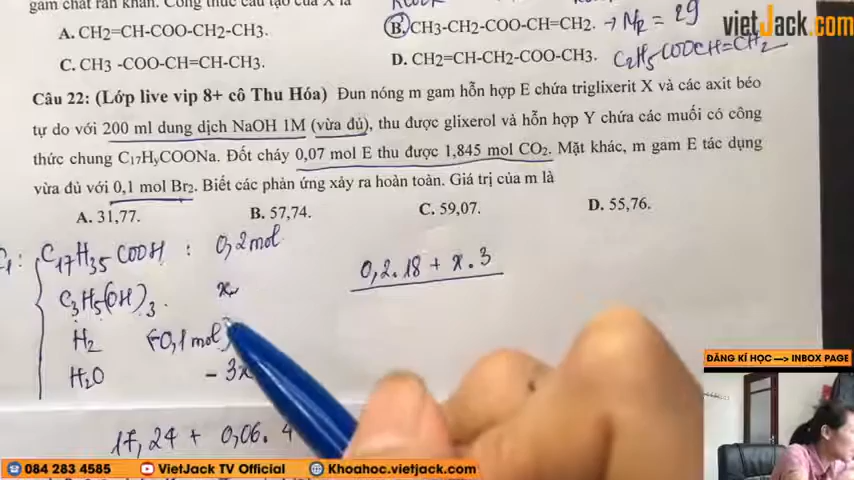 gam chất rắn khan. Công thức cấu tạo của X là
A. CH2=CH-COO-CH2-CH3.
B. CH3-CH2-COO-CH=CH2. → M2 = 29
vietJack.com
C. CH3 -COO-CH=CH-CH3.
D. CH2=CH-CH2-COO-CH3.
C2H5COOCH=CH2
Câu 22: (Lớp live vip 8+ cô Thu Hóa) Đun nóng m gam hỗn hợp E chứa triglixerit X và các axit béo
tự do với 200 ml dung dịch NaOH 1M (vừa đủ), thu được glixerol và hỗn hợp Y chứa các muối có công
thức chung C17HyCOONa. Đốt cháy 0,07 mol E thu được 1,845 mol CO2. Mặt khác, m gam E tác dụng
vừa đủ với 0,1 mol Br2. Biết các phản ứng xảy ra hoàn toàn. Giá trị của m là
A. 31,77.
B. 57,74.
C. 59,07.
D. 55,76.
C17H35COOH : 0,2mol
0,2.18 + x.3
C3H5(OH)3. x
H2 (-0,1mol)
H2O - 3x
17,24 + 0,06. 4
ĐĂNG KÍ HỌC —> INBOX PAGE
084 283 4585
VietJack TV Official
Khoahoc.vietjack.com